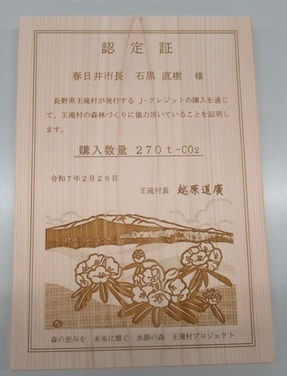 認定証
春日井市長 石黒 直樹 様
長野県王滝村が発行する J-クレジットの購入を通じ
て、王滝村の森林づくりに協力頂いていることを証明し
ます。
購入数量 270t-CO2
令和7年2月26日
王滝村長 越原道廣
森の恵みを 未来に繋ぐ 水源の森 王滝村プロジェクト